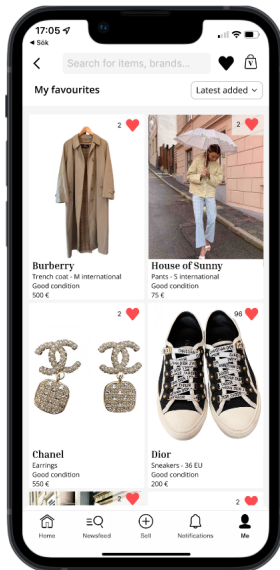 17:05
◄ Sök
Search for items, brands...
V
My favourites
Latest added
2
2
Burberry
Trench coat - M international
Good condition
500 €
House of Sunny
Pants - S international
Good condition
75 €
2
96
Chanel
Earrings
Good condition
550 €
Dior
Sneakers - 36 EU
Good condition
200 €
2
2
Home
Newsfeed
Sell
Notifications
Me